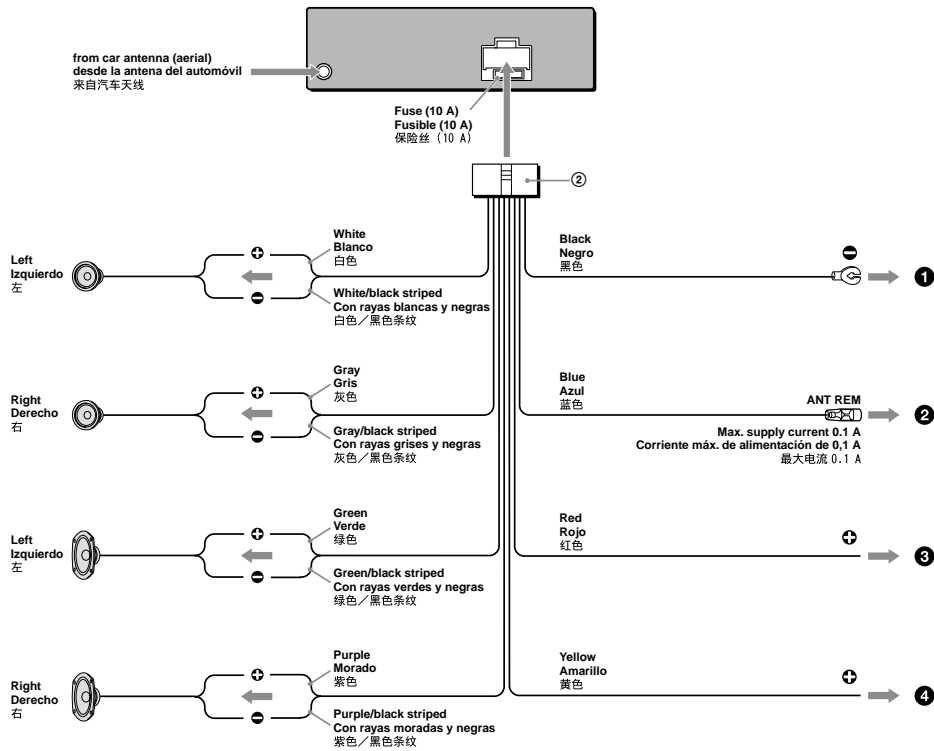 from car antenna (aerial)
desde la antena del automóvil
来自汽车天线
Fuse (10 A)
Fusible (10 A)
保险丝（10 A）
②
Left
Izquierdo
左
White
Blanco
白色
White/black striped
Con rayas blancas y negras
白色／黑色条纹
Black
Negro
黑色
❶
Right
Derecho
右
Gray
Gris
灰色
Gray/black striped
Con rayas grises y negras
灰色／黑色条纹
Blue
Azul
蓝色
ANT REM
Max. supply current 0.1 A
Corriente máx. de alimentación de 0,1 A
最大电流 0.1 A
❷
Left
Izquierdo
左
Green
Verde
绿色
Green/black striped
Con rayas verdes y negras
绿色／黑色条纹
Red
Rojo
红色
❸
Right
Derecho
右
Purple
Morado
紫色
Purple/black striped
Con rayas moradas y negras
紫色／黑色条纹
Yellow
Amarillo
黄色
❹